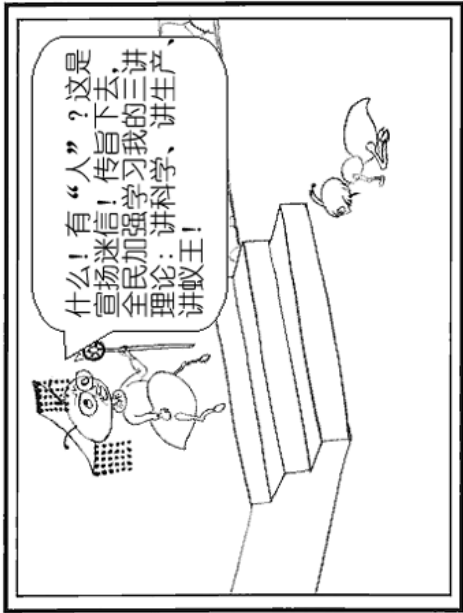 什么！有“人”？这是
宣扬迷信！传旨下去，
全民加强学习我的三讲
理论：讲科学、讲生产、
讲蚁王！